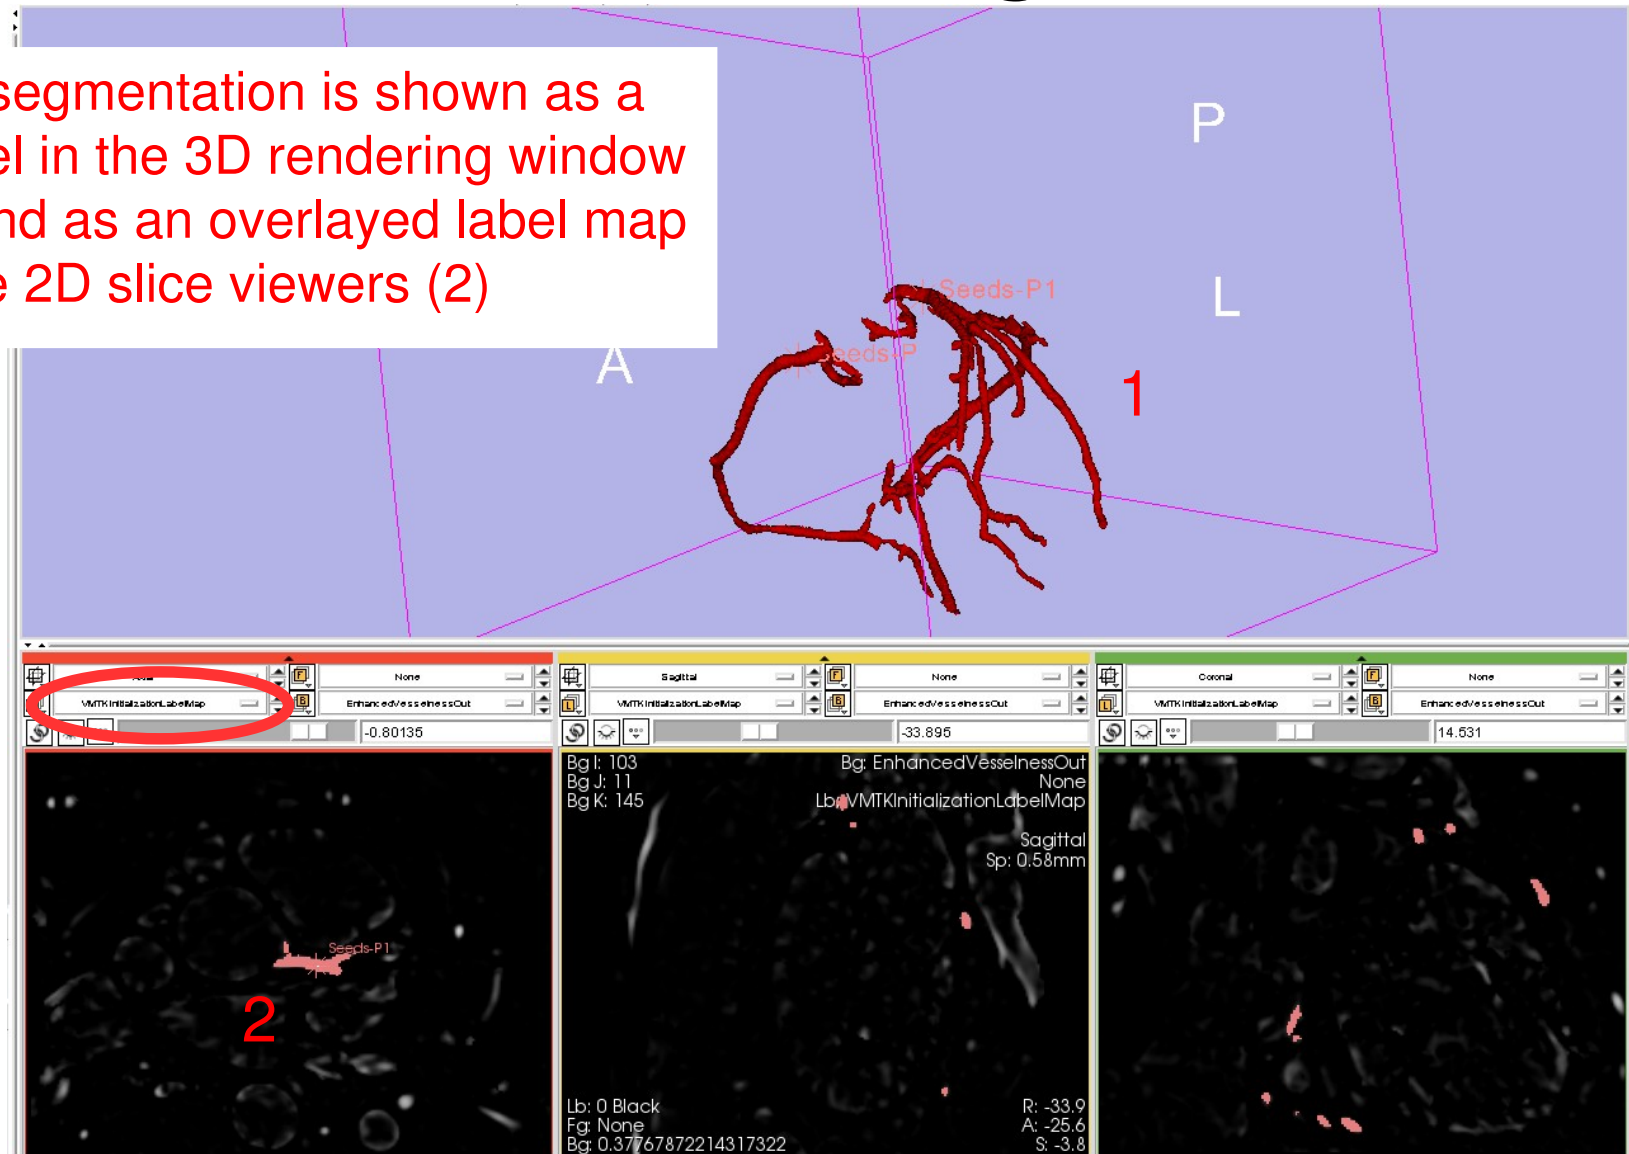 segmentation is shown as a
el in the 3D rendering window
nd as an overlayed label map
e 2D slice viewers (2)
P
L
A
Seeds-P1
Seeds-P
1
None
VMTKInitializationLabelMap
EnhancedVesselnessOut
-0.80135
Sagittal
None
VMTKInitializationLabelMap
EnhancedVesselnessOut
-33.895
Coronal
None
VMTKInitializationLabelMap
EnhancedVesselnessOut
14.531
Seeds-P1
2
Bg I: 103
Bg J: 11
Bg K: 145
Bg: EnhancedVesselnessOut
None
Lb: VMTKInitializationLabelMap
Sagittal
Sp: 0.58mm
Lb: 0 Black
Fg: None
Bg: 0.37767872214317322
R: -33.9
A: -25.6
S: -3.8